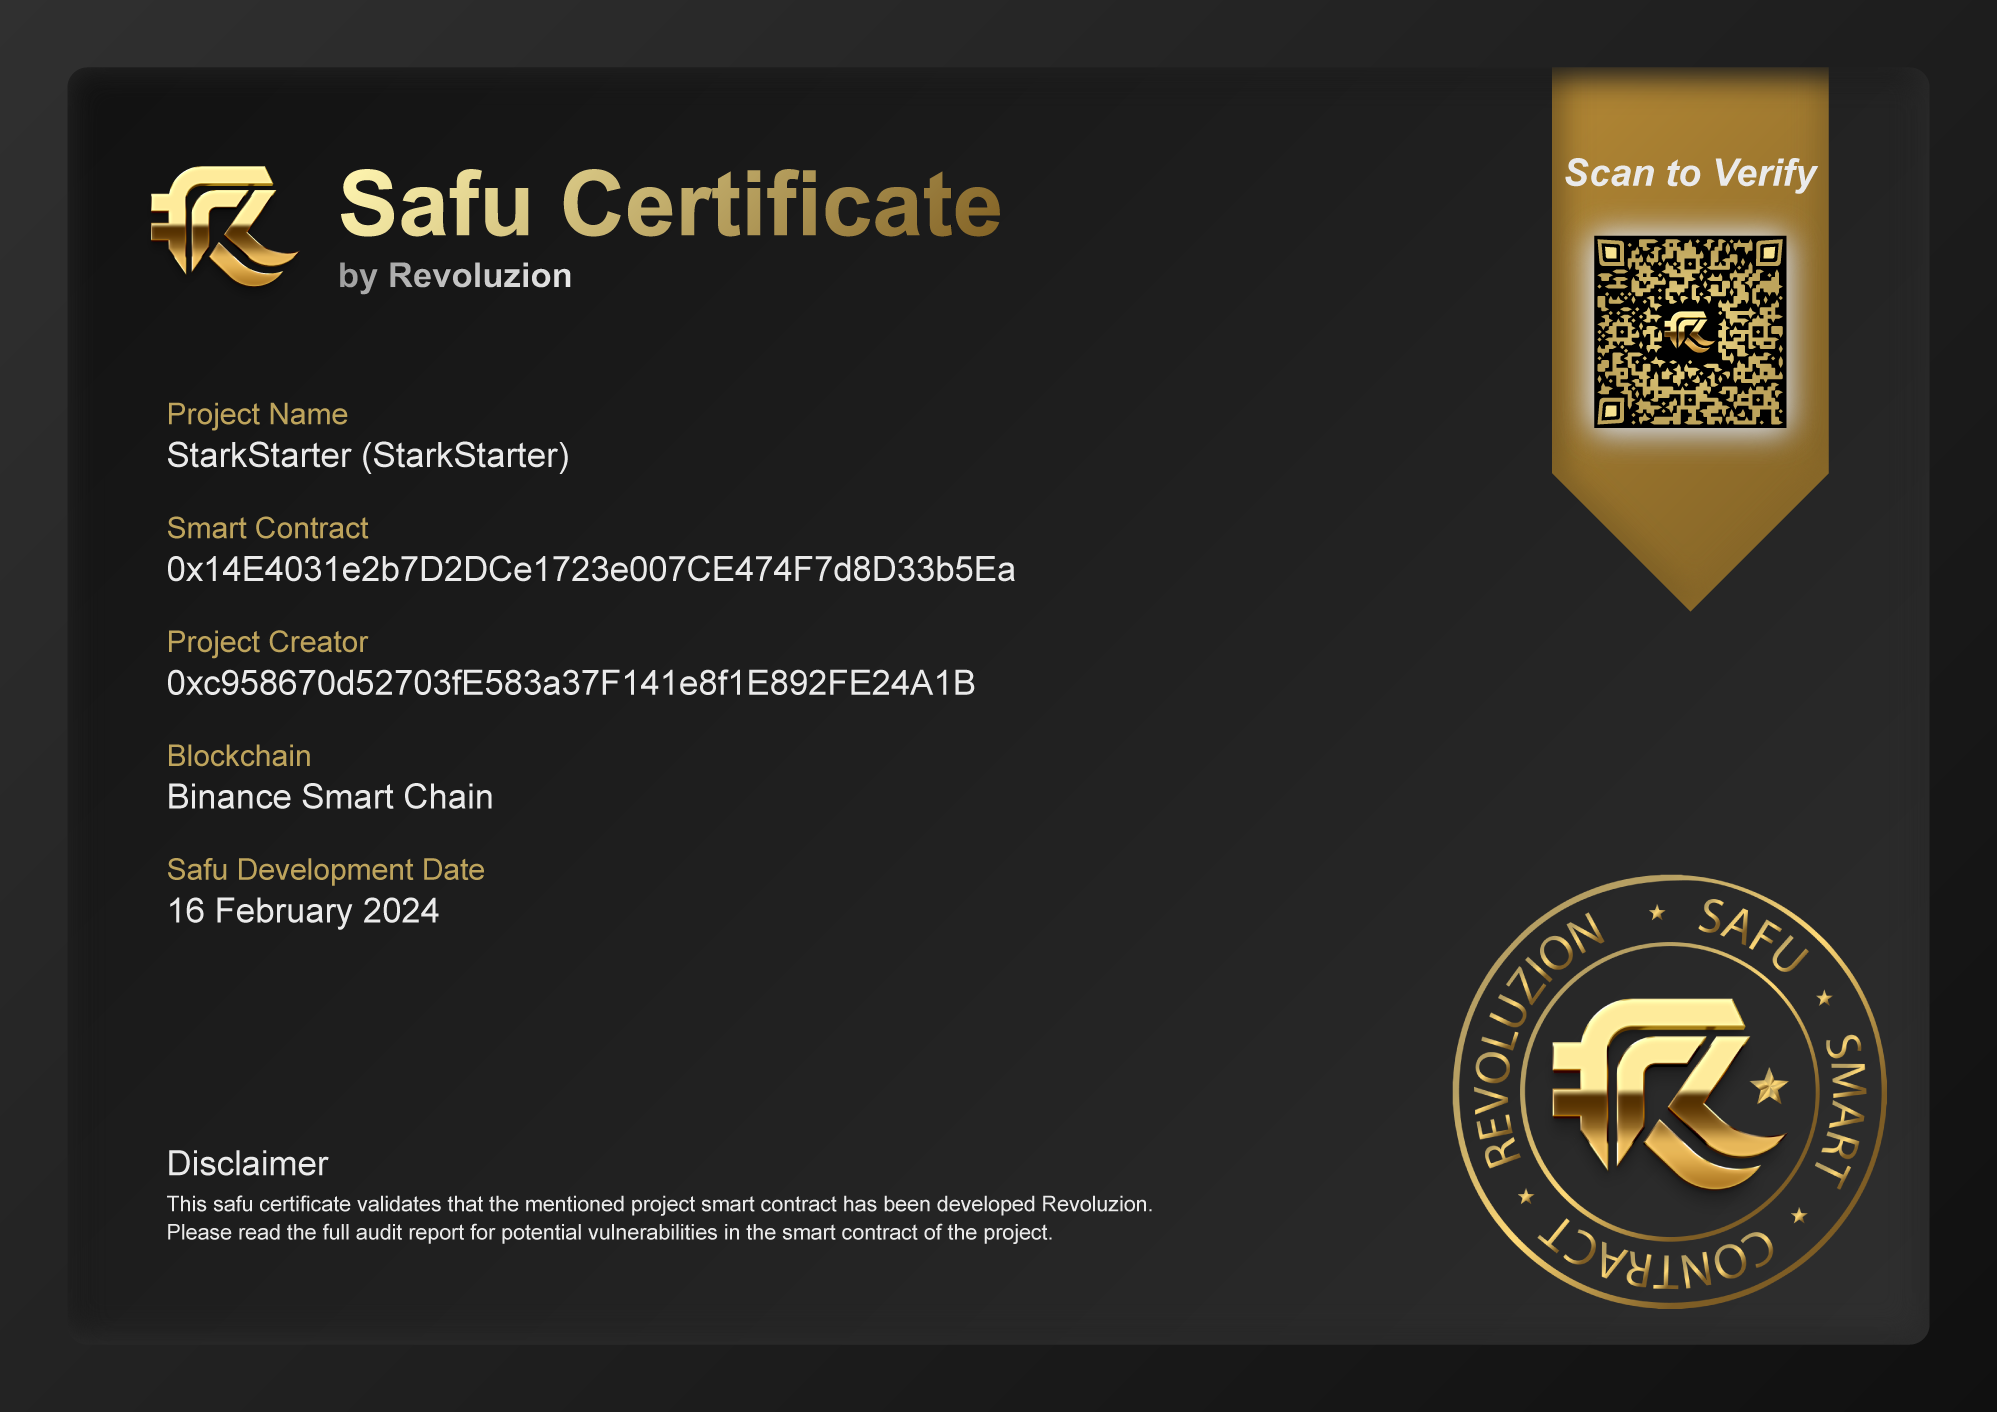 Safu Certificate
by Revoluzion
Scan to Verify
Project Name
StarkStarter (StarkStarter)
Smart Contract
0x14E4031e2b7D2DCe1723e007CE474F7d8D33b5Ea
Project Creator
0xc958670d52703fE583a37F141e8f1E892FE24A1B
Blockchain
Binance Smart Chain
Safu Development Date
16 February 2024
Disclaimer
This safu certificate validates that the mentioned project smart contract has been developed Revoluzion.
Please read the full audit report for potential vulnerabilities in the smart contract of the project.
REVOLUZION ★ SAFU ★ SMART ★ CONTRACT ★